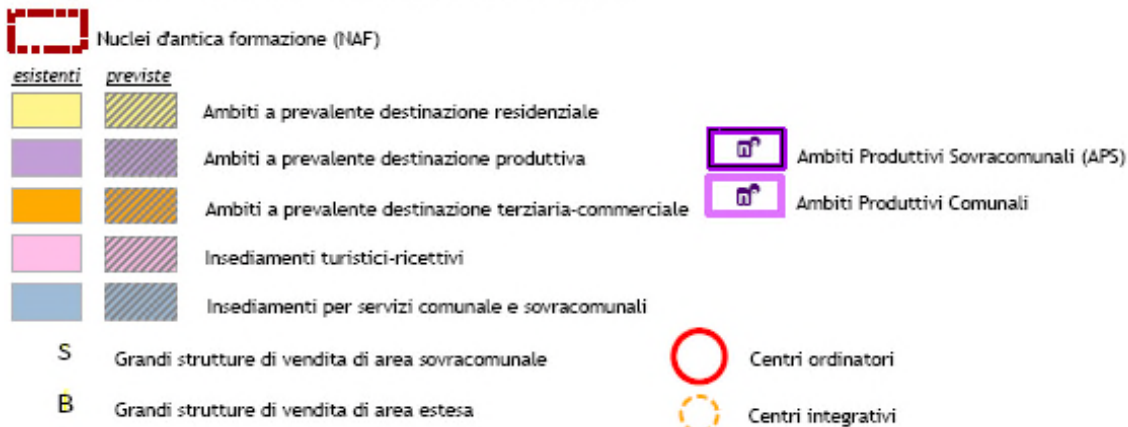 Nuclei d'antica formazione (NAF)
esistenti previste
Ambiti a prevalente destinazione residenziale
Ambiti a prevalente destinazione produttiva
Ambiti a prevalente destinazione terziaria-commerciale
Insediamenti turistici-ricettivi
Insediamenti per servizi comunale e sovracomunali
S Grandi strutture di vendita di area sovracomunale
B Grandi strutture di vendita di area estesa
Ambiti Produttivi Sovracomunali (APS)
Ambiti Produttivi Comunali
Centri ordinatori
Centri integrativi